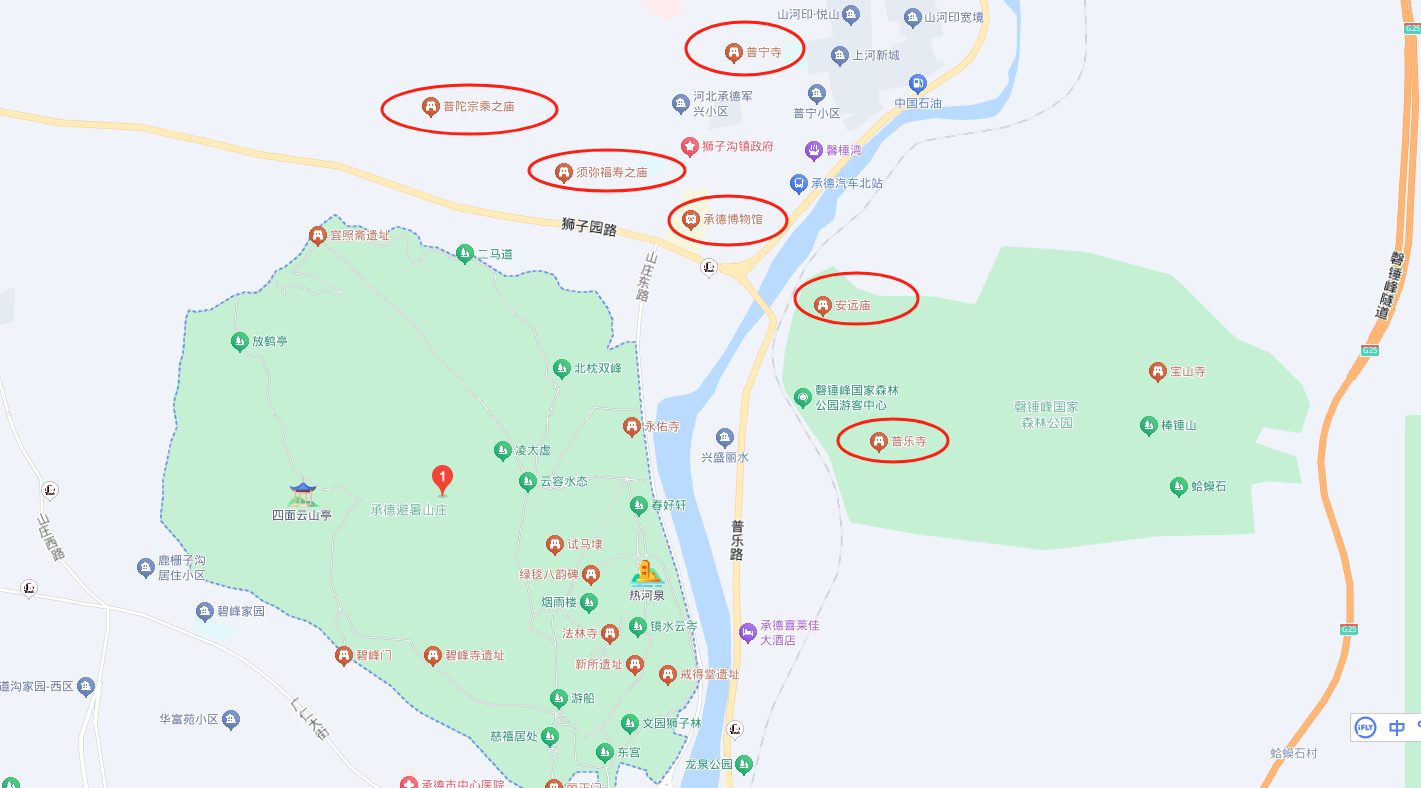 山河印·悦山
山河印宽境
普宁寺
上河新城
中国石油
普陀宗乘之庙
河北承德军
兴小区
普宁小区
狮子沟镇政府
馨棰湾
须弥福寿之庙
承德汽车北站
承德博物馆
狮子园路
宜照斋遗址
二马道
山庄东路
G25
磬锤峰隧道
安远庙
放鹤亭
G25
北枕双峰
宝山寺
磬锤峰国家森林
公园游客中心
磬锤峰国家
森林公园
永佑寺
棒锤山
普乐寺
凌太虚
兴盛丽水
1
云容水态
蛤蟆石
四面云山亭
承德避暑山庄
春好轩
山庄西路
普乐路
试马埭
鹿栅子沟
居住小区
绿毯八韵碑
热河泉
烟雨楼
碧峰家园
镜水云岑
法林寺
承德喜莱佳
大酒店
G25
碧峰门
碧峰寺遗址
新所遗址
戒得堂遗址
道沟家园-西区
游船
华富苑小区
广仁大街
文园狮子林
慈禧居处
东宫
龙泉公园
iFLY
中
蛤蟆石村
承德市中心医院
丽正门